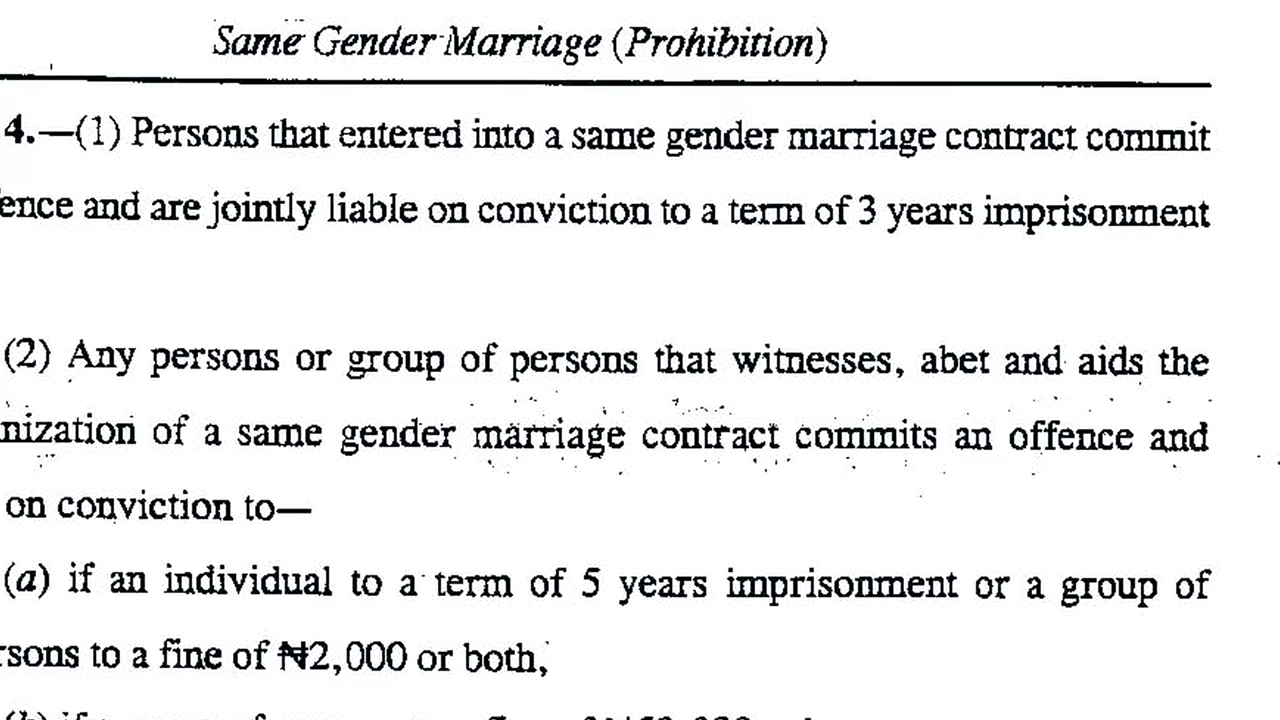 Same Gender Marriage (Prohibition)
4.—(1) Persons that entered into a same gender marriage contract commit
ence and are jointly liable on conviction to a term of 3 years imprisonment
(2) Any persons or group of persons that witnesses, abet and aids the
nization of a same gender marriage contract commits an offence and
on conviction to—
(a) if an individual to a term of 5 years imprisonment or a group of
rsons to a fine of ₦2,000 or both,